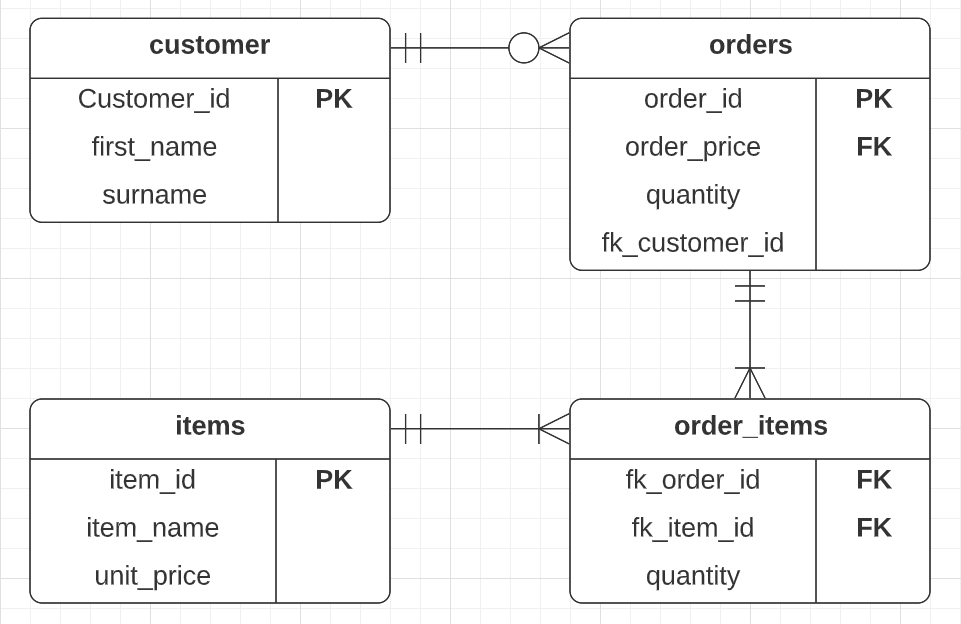 customer
Customer_id PK
first_name
surname
orders
order_id PK
order_price FK
quantity
fk_customer_id
items
item_id PK
item_name
unit_price
order_items
fk_order_id FK
fk_item_id FK
quantity